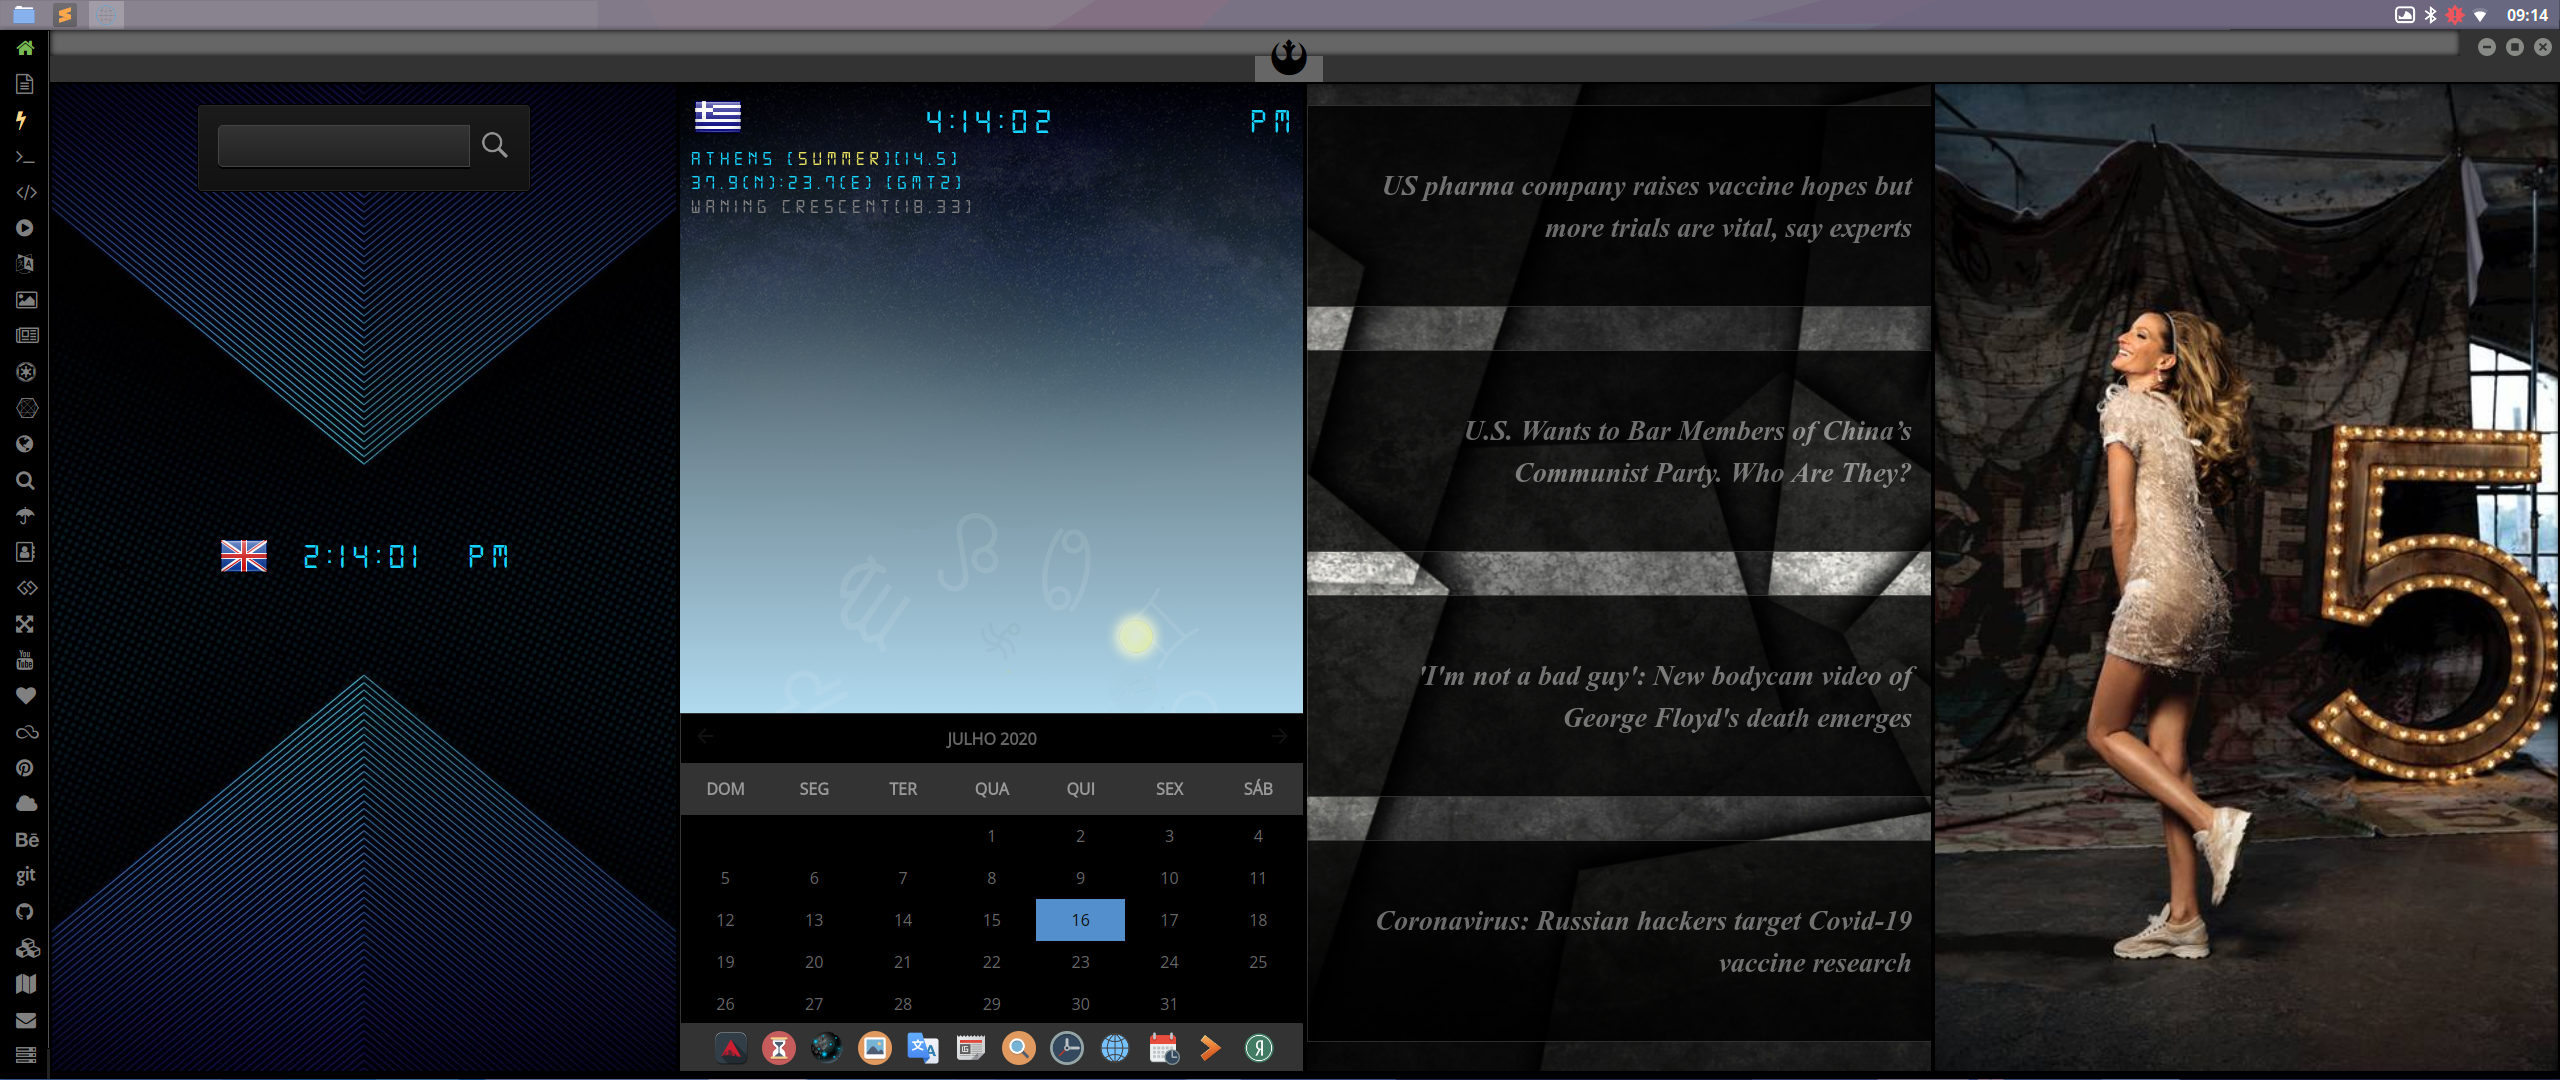 09:14
4:14:02 PM
ATHENS [SUMMER][14.5]
37.9(N):23.7(E) [GMT2]
WANING CRESCENT[18.33]
2:14:01 PM
You
Tube
Bē
git
JULHO 2020
DOM SEG TER QUA QUI SEX SÁB
1 2 3 4
5 6 7 8 9 10 11
12 13 14 15 16 17 18
19 20 21 22 23 24 25
26 27 28 29 30 31
US pharma company raises vaccine hopes but
more trials are vital, say experts
U.S. Wants to Bar Members of China’s
Communist Party. Who Are They?
'I'm not a bad guy': New bodycam video of
George Floyd's death emerges
Coronavirus: Russian hackers target Covid-19
vaccine research
5